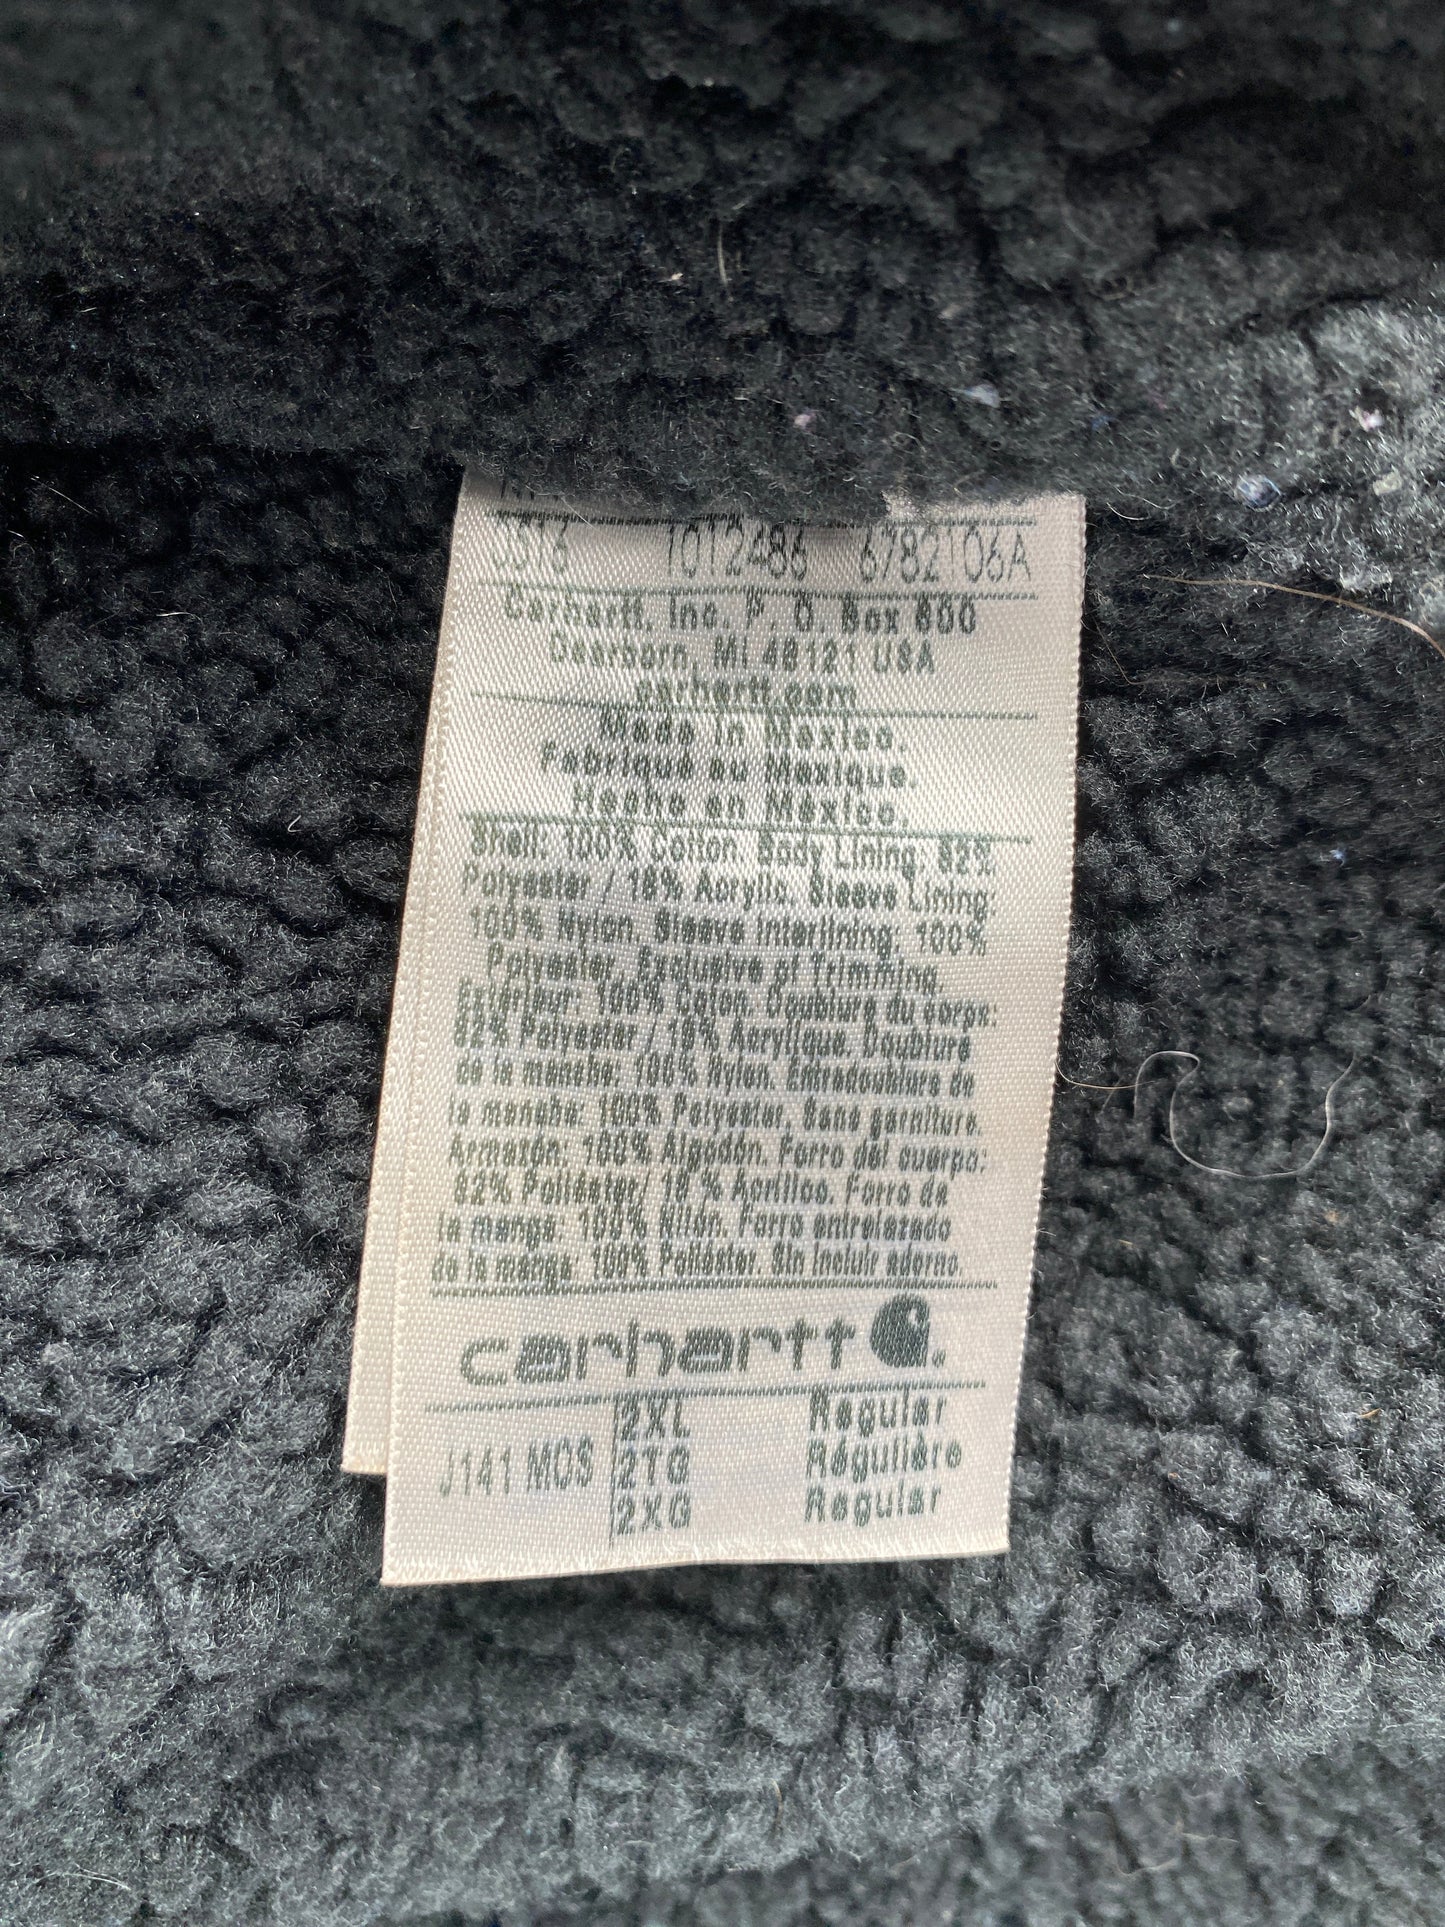 1012486 6782106A
Carhartt, Inc. P. O. Box 600
Dearborn, MI 48121 USA
carhartt.com
Made in Mexico.
Fabriqué au Mexique.
Hecho en México.
Shell: 100% Cotton. Body Lining: 82%
Polyester / 18% Acrylic. Sleeve Lining:
100% Nylon. Sleeve Interlining: 100%
Polyester. Exclusive of Trimming.
Extérieur: 100% Coton. Doublure du corps:
82% Polyester / 18% Acrylique. Doublure
de la manche: 100% Nylon. Entredoublure de
la manche: 100% Polyester. Sans garniture.
Armazón: 100% Algodón. Forro del cuerpo:
82% Poliéster/ 18 % Acrílico. Forro de
la manga: 100% Nilón. Forro entrelazado
de la manga: 100% Poliéster. Sin incluir adorno.
carhartt
J141 MOS
2XL Regular
2TG Régulière
2XG Regular